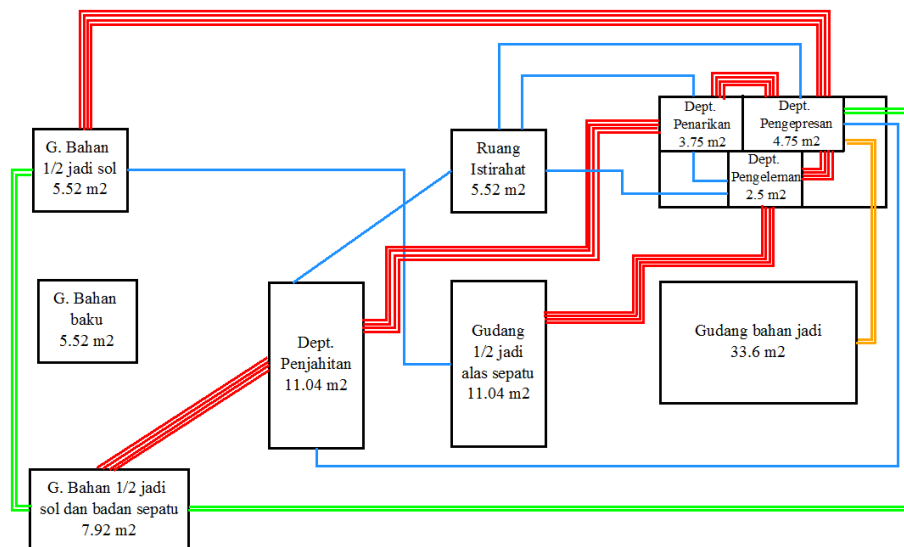 Dept.
Penarikan
3.75 m2
Dept.
Pengepresan
4.75 m2
G. Bahan
1/2 jadi sol
5.52 m2
Ruang
Istirahat
5.52 m2
Dept.
Pengeleman
2.5 m2
G. Bahan
baku
5.52 m2
Dept.
Penjahitan
11.04 m2
Gudang
1/2 jadi
alas sepatu
11.04 m2
Gudang bahan jadi
33.6 m2
G. Bahan 1/2 jadi
sol dan badan sepatu
7.92 m2